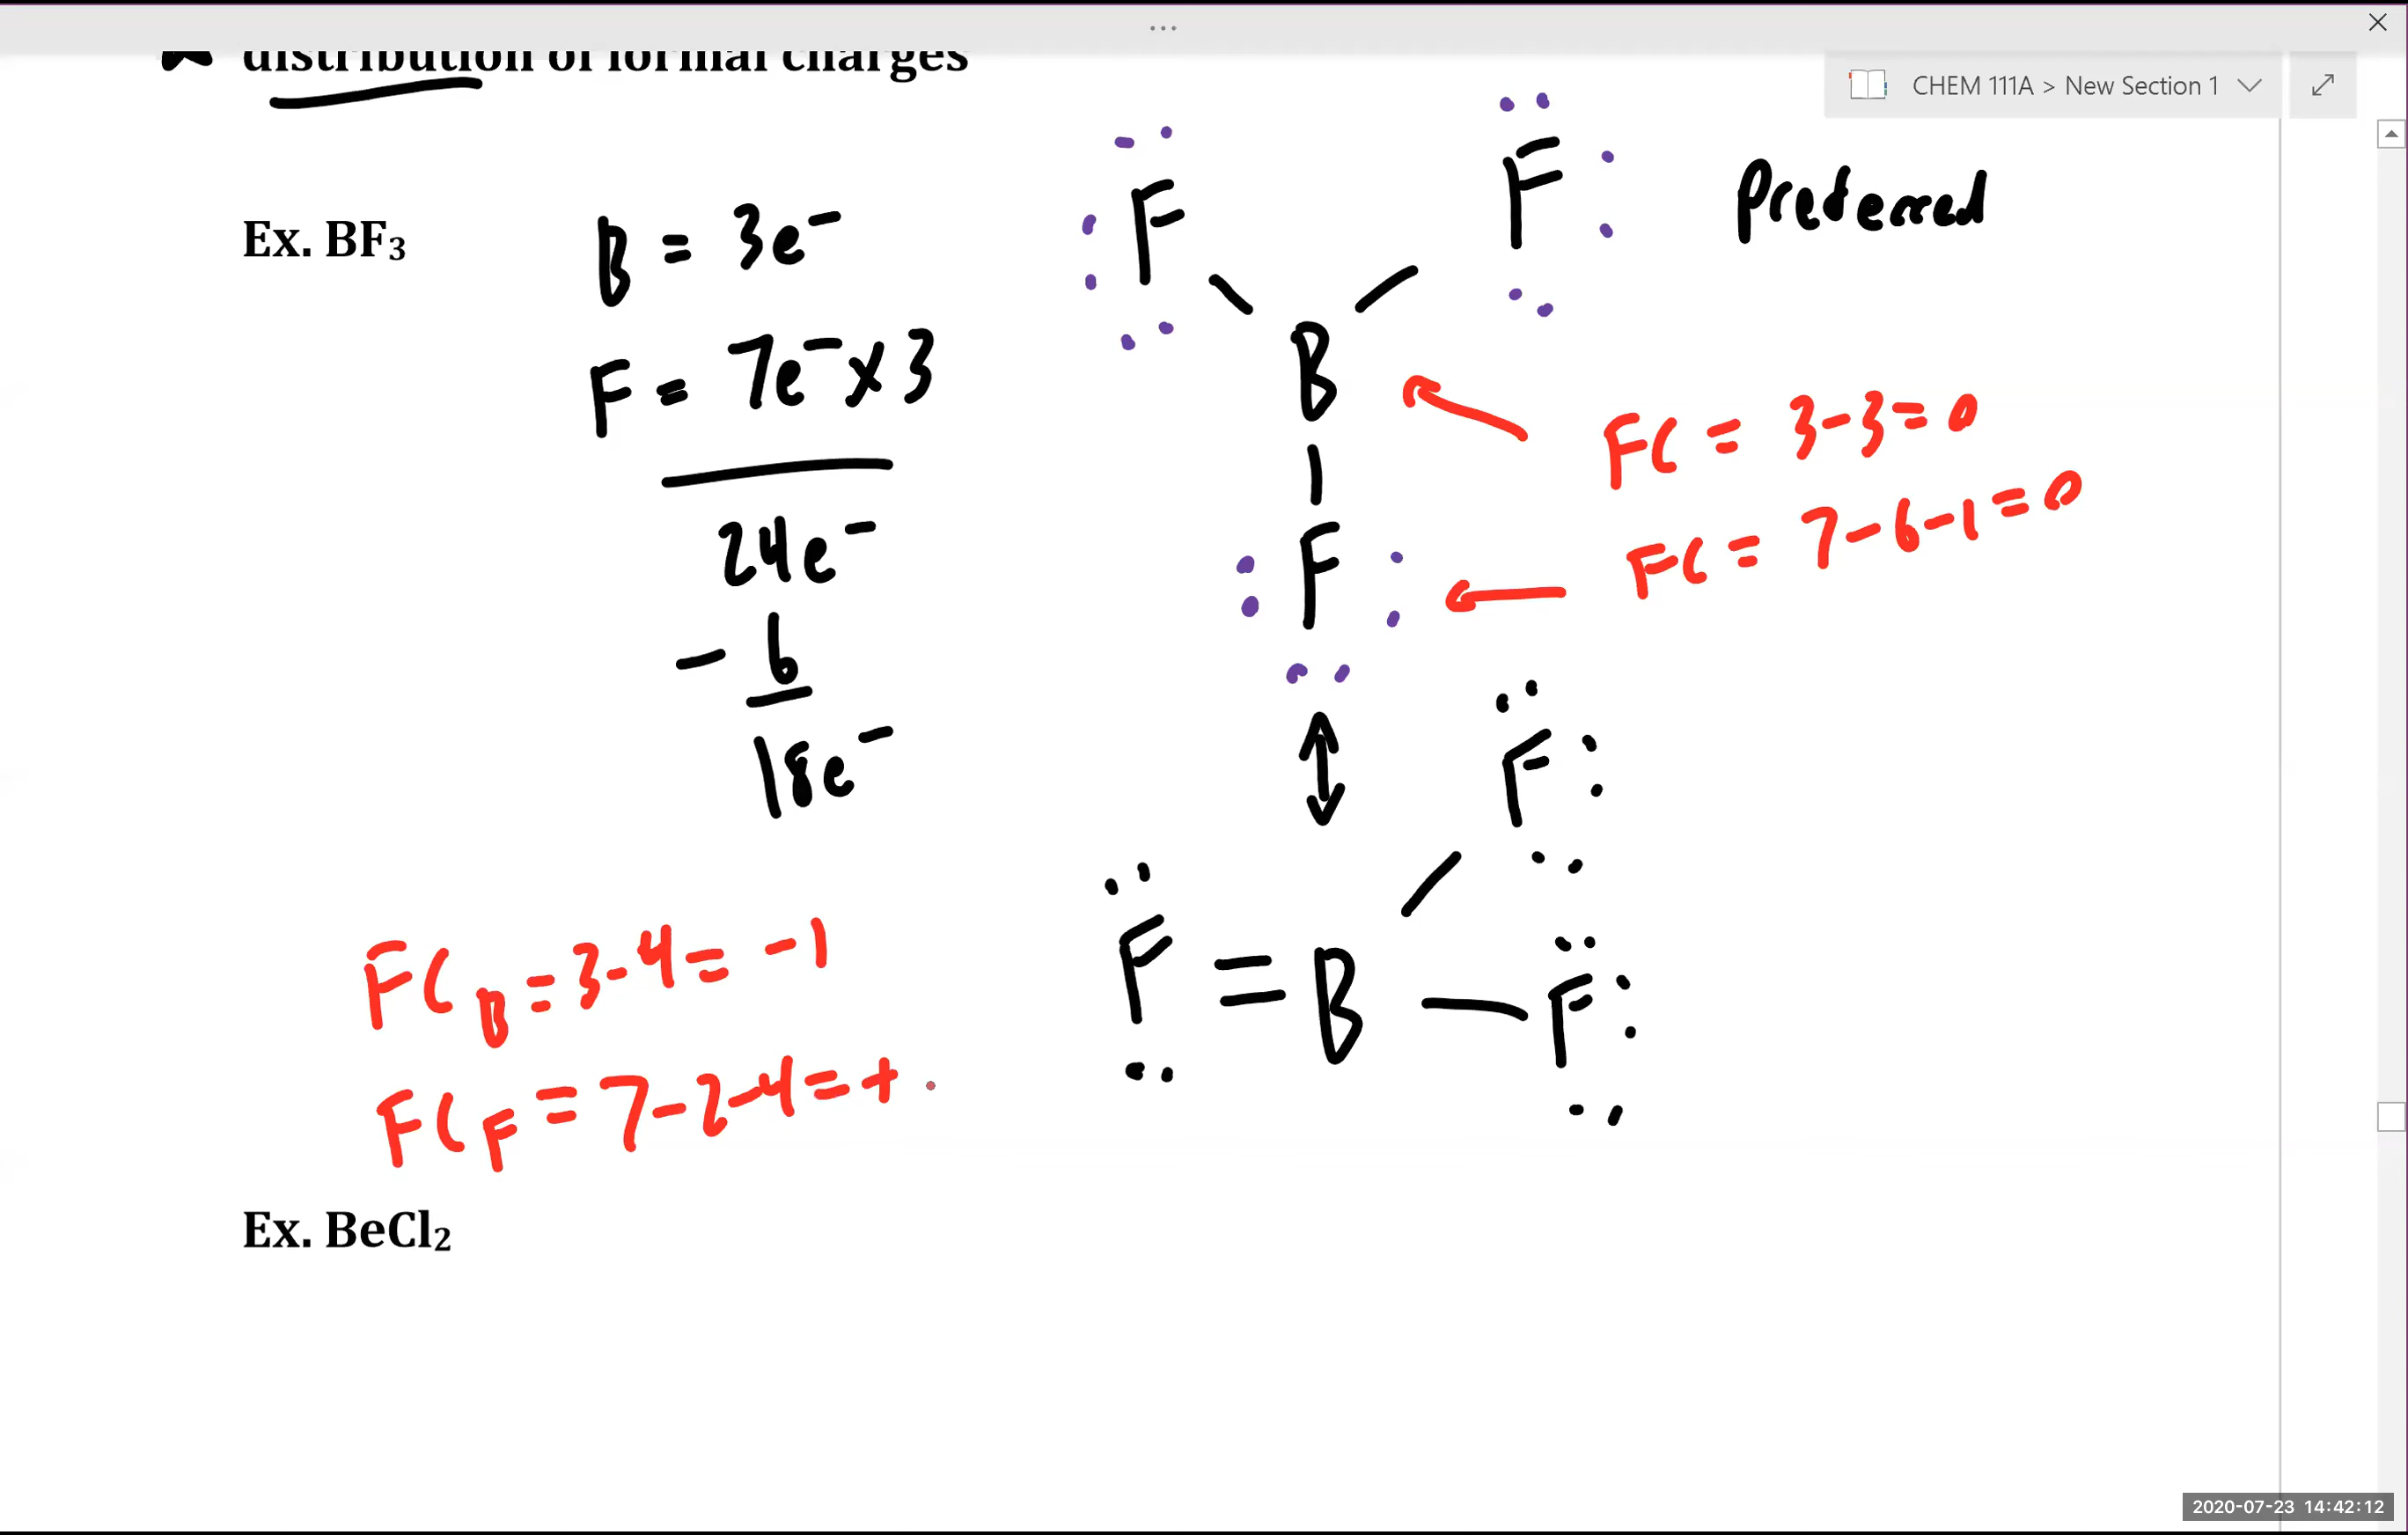 distribution of formal charges
CHEM 111A > New Section 1
Ex. BF₃
B = 3e⁻
F = 7e⁻ x 3
24e⁻
- 6
18e⁻
F
F
Preferred
B
FC = 3-3=0
F
FC = 7-6-1=0
F
F = B — F
FC_B = 3-4 = -1
FC_F = 7-2-4 = +
Ex. BeCl₂
2020-07-23 14:42:12